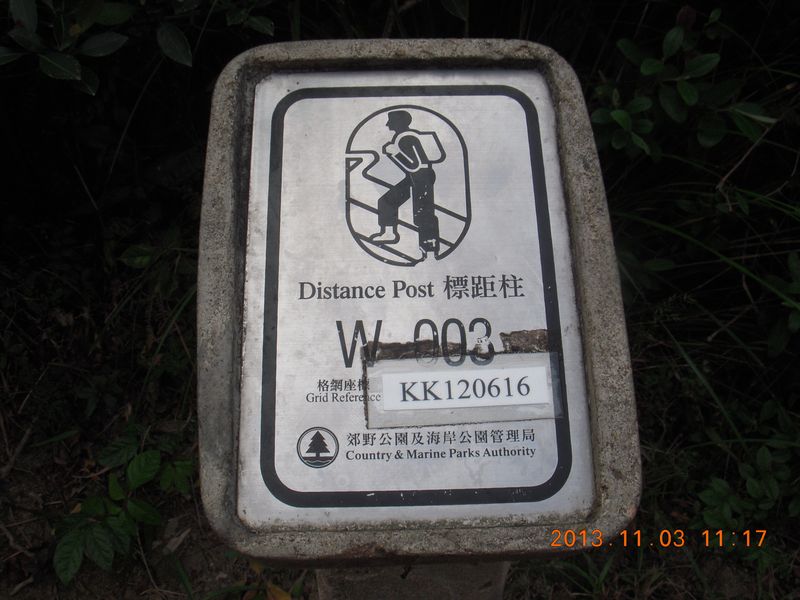 Distance Post 標距柱
W 003
格網座標
Grid Reference
KK120616
郊野公園及海岸公園管理局
Country & Marine Parks Authority
2013.11.03 11:17